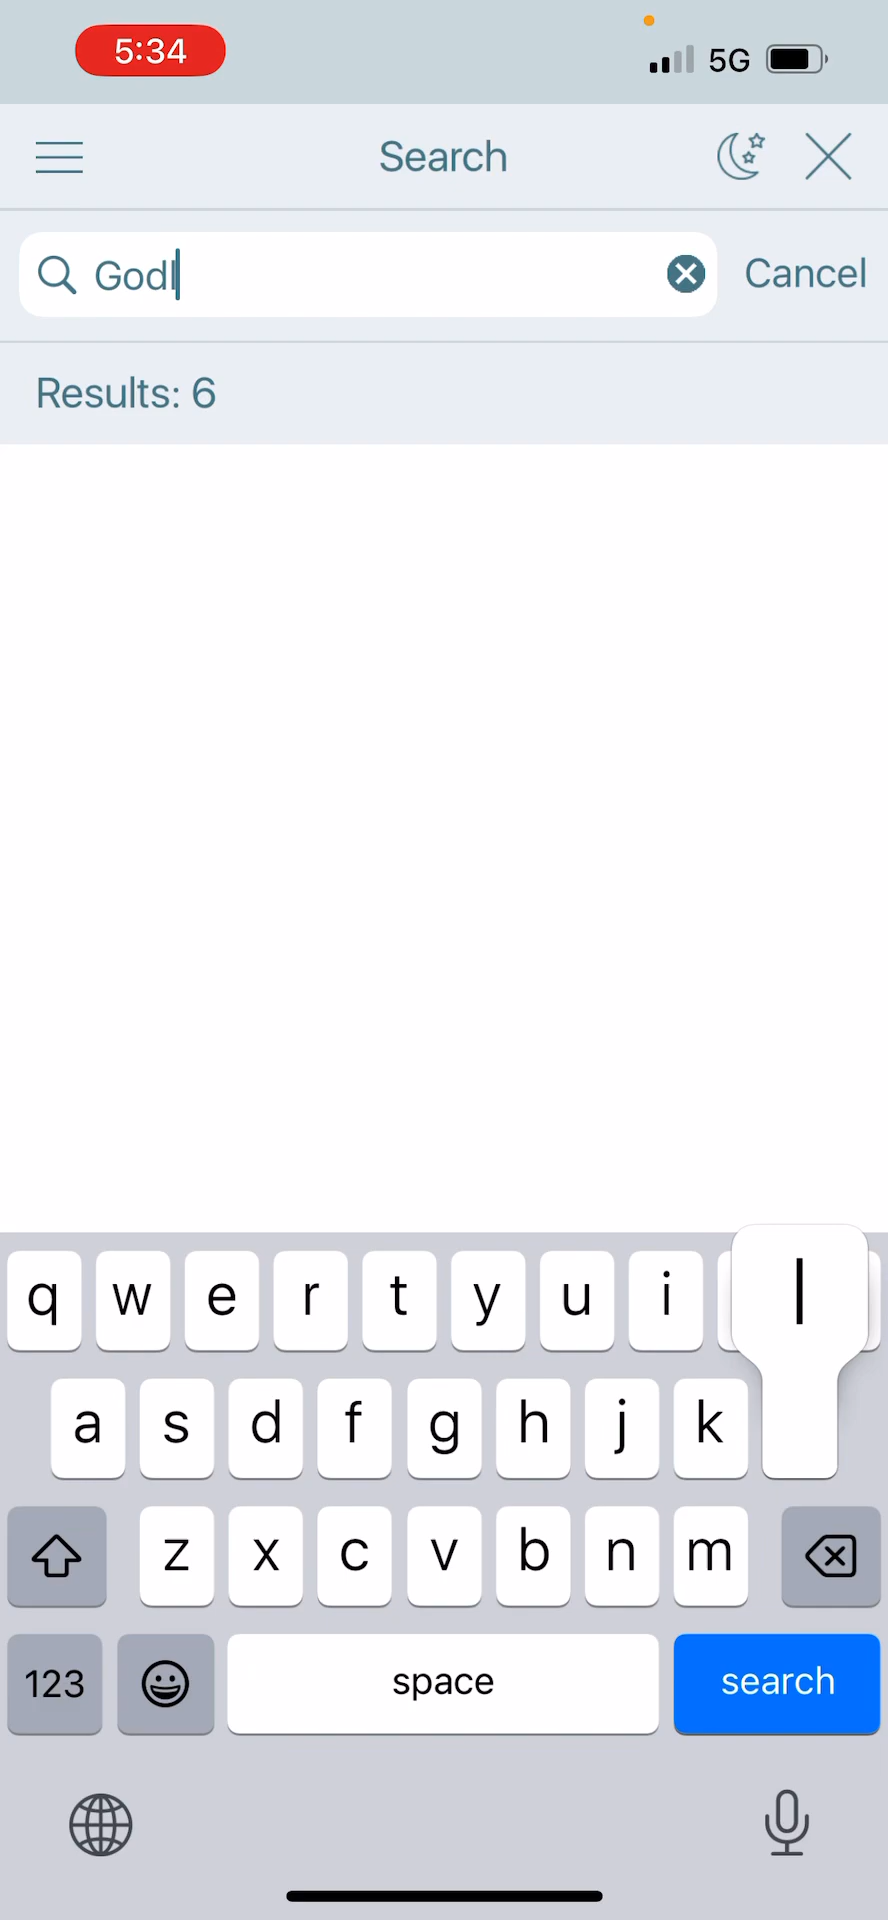 5:34 5G
Search
Godl Cancel
Results: 6
q w e r t y u i l
a s d f g h j k
z x c v b n m
123 space search